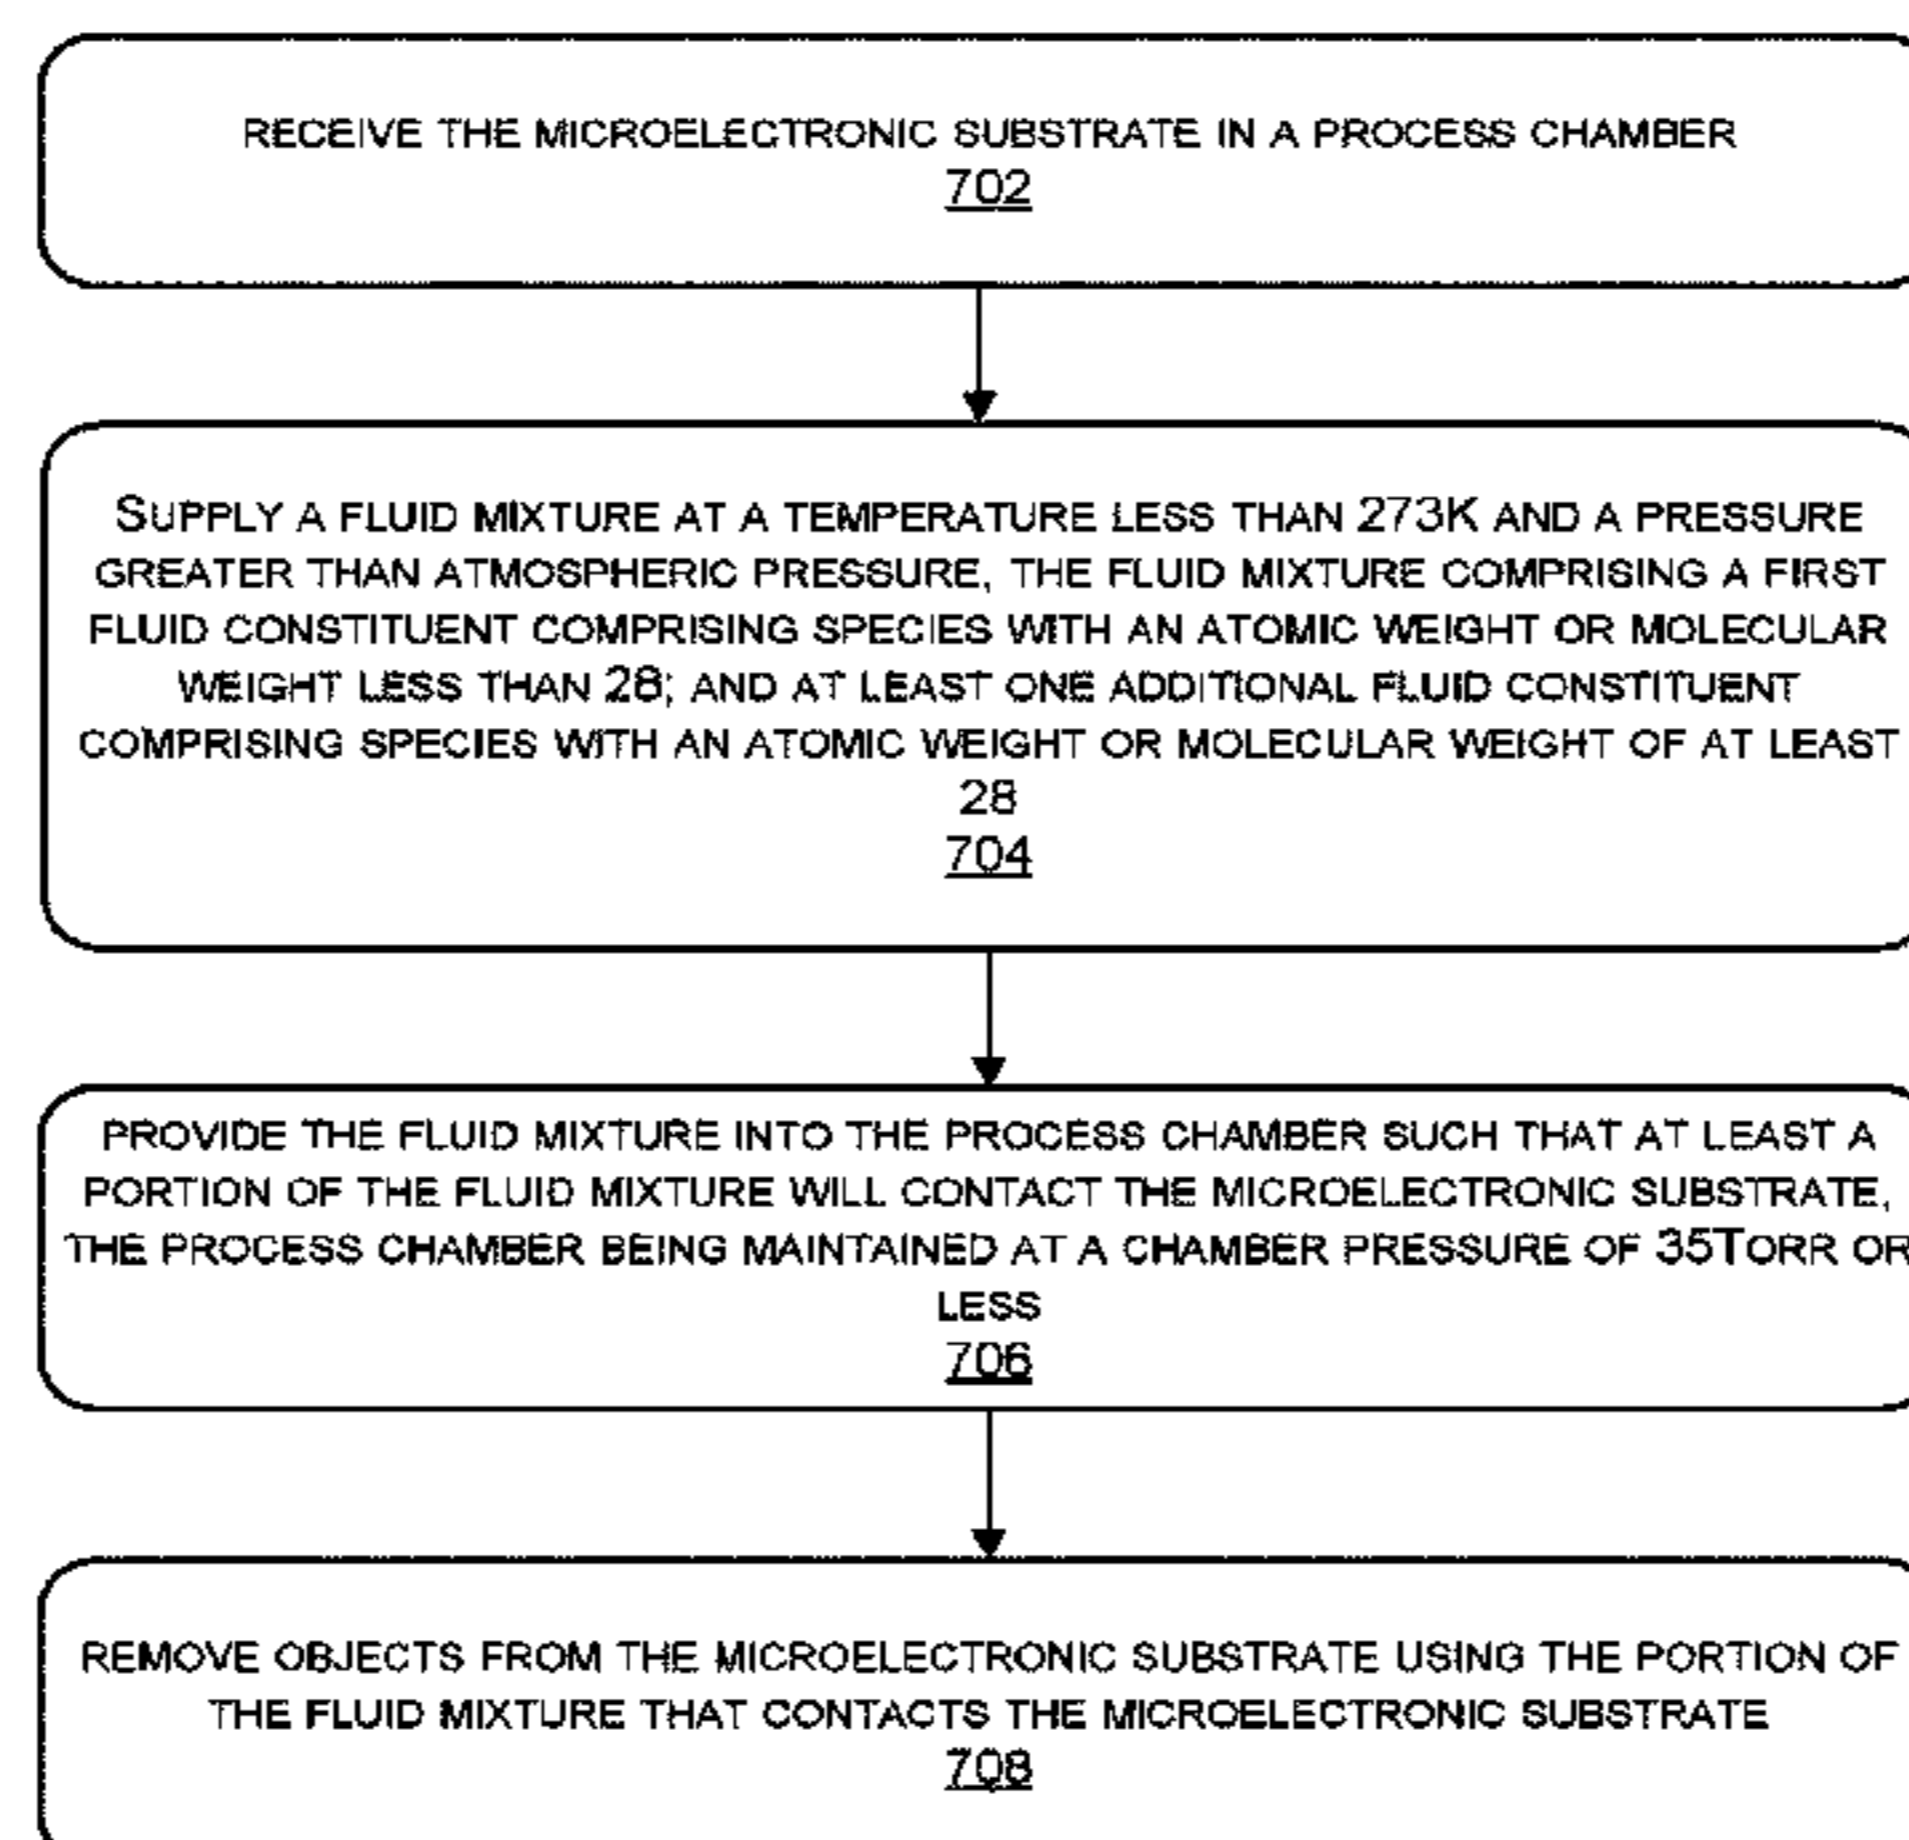 RECEIVE THE MICROELECTRONIC SUBSTRATE IN A PROCESS CHAMBER
702
SUPPLY A FLUID MIXTURE AT A TEMPERATURE LESS THAN 273K AND A PRESSURE
GREATER THAN ATMOSPHERIC PRESSURE, THE FLUID MIXTURE COMPRISING A FIRST
FLUID CONSTITUENT COMPRISING SPECIES WITH AN ATOMIC WEIGHT OR MOLECULAR
WEIGHT LESS THAN 28; AND AT LEAST ONE ADDITIONAL FLUID CONSTITUENT
COMPRISING SPECIES WITH AN ATOMIC WEIGHT OR MOLECULAR WEIGHT OF AT LEAST
28
704
PROVIDE THE FLUID MIXTURE INTO THE PROCESS CHAMBER SUCH THAT AT LEAST A
PORTION OF THE FLUID MIXTURE WILL CONTACT THE MICROELECTRONIC SUBSTRATE,
THE PROCESS CHAMBER BEING MAINTAINED AT A CHAMBER PRESSURE OF 35TORR OR
LESS
706
REMOVE OBJECTS FROM THE MICROELECTRONIC SUBSTRATE USING THE PORTION OF
THE FLUID MIXTURE THAT CONTACTS THE MICROELECTRONIC SUBSTRATE
708